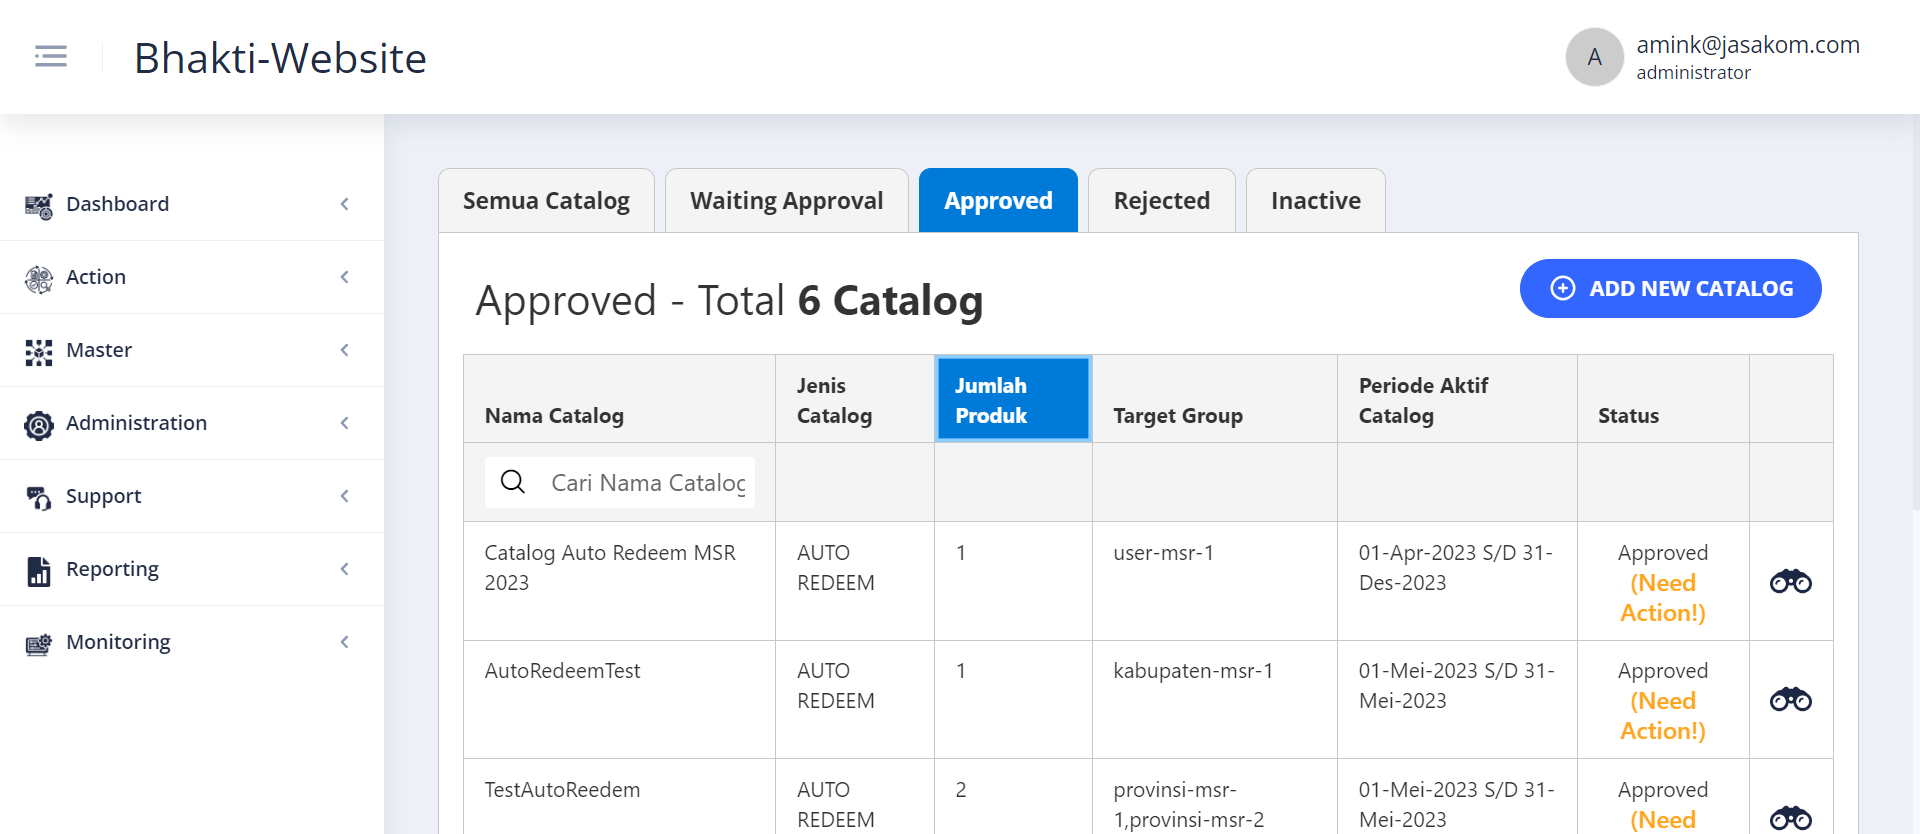 Bhakti-Website
A
amink@jasakom.com
administrator
Dashboard
Action
Master
Administration
Support
Reporting
Monitoring
Semua Catalog
Waiting Approval
Approved
Rejected
Inactive
Approved - Total 6 Catalog
ADD NEW CATALOG
Nama Catalog
Jenis
Catalog
Jumlah
Produk
Target Group
Periode Aktif
Catalog
Status
Cari Nama Catalog
Catalog Auto Redeem MSR
2023
AUTO
REDEEM
1
user-msr-1
01-Apr-2023 S/D 31-
Des-2023
Approved
(Need
Action!)
AutoRedeemTest
AUTO
REDEEM
1
kabupaten-msr-1
01-Mei-2023 S/D 31-
Mei-2023
Approved
(Need
Action!)
TestAutoReedem
AUTO
REDEEM
2
provinsi-msr-
1,provinsi-msr-2
01-Mei-2023 S/D 31-
Mei-2023
Approved
(Need